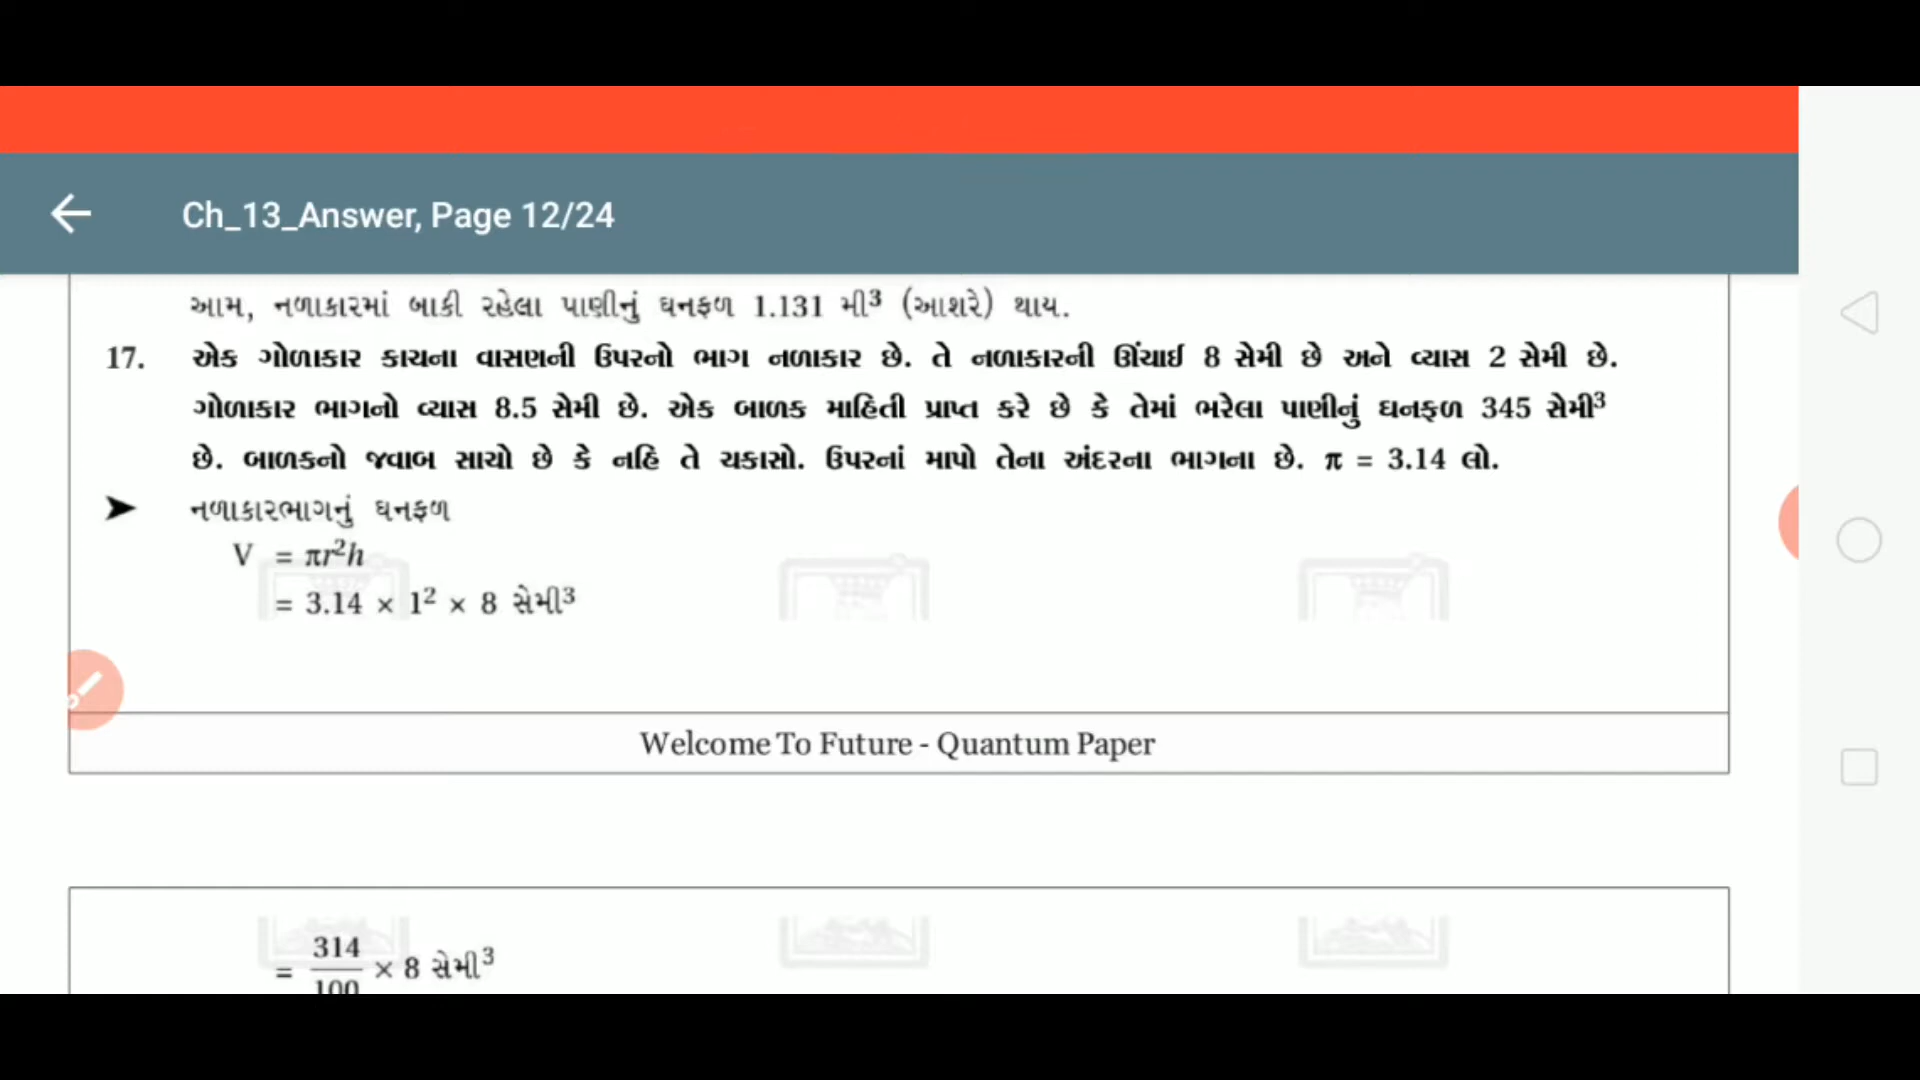 Ch_13_Answer, Page 12/24
આમ, નળાકારમાં બાકી રહેલા પાણીનું ઘનફળ 1.131 મી³ (આશરે) થાય.
17. એક ગોળાકાર કાચના વાસણની ઉપરનો ભાગ નળાકાર છે. તે નળાકારની ઊંચાઈ 8 સેમી છે અને વ્યાસ 2 સેમી છે.
ગોળાકાર ભાગનો વ્યાસ 8.5 સેમી છે. એક બાળક માહિતી પ્રાપ્ત કરે છે કે તેમાં ભરેલા પાણીનું ઘનફળ 345 સેમી³
છે. બાળકનો જવાબ સાચો છે કે નહિ તે ચકાસો. ઉપરનાં માપો તેના અંદરના ભાગના છે. π = 3.14 લો.
➤ નળાકારભાગનું ઘનફળ
V = πr²h
= 3.14 × 1² × 8 સેમી³
Welcome To Future - Quantum Paper
= 314/100 × 8 સેમી³